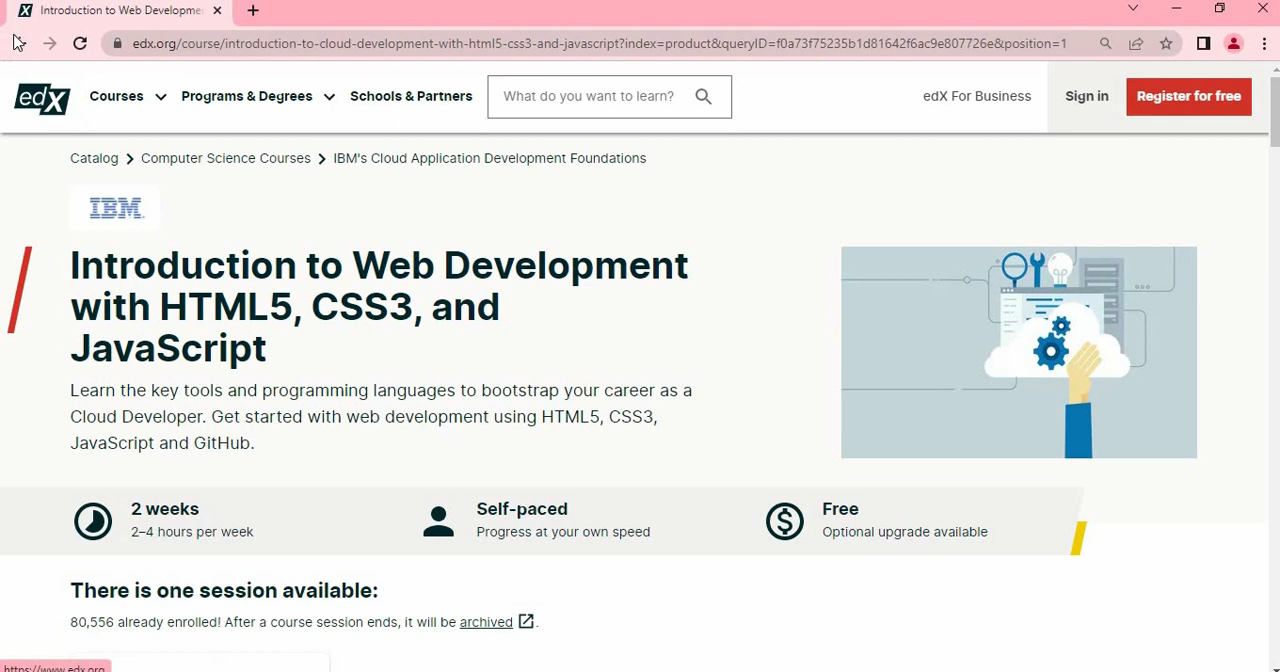 Introduction to Web Developme
edx.org/course/introduction-to-cloud-development-with-html5-css3-and-javascript?index=product&queryID=f0a73f75235b1d81642f6ac9e807726e&position=1
edX Courses Programs & Degrees Schools & Partners What do you want to learn? edX For Business Sign in Register for free
Catalog Computer Science Courses IBM's Cloud Application Development Foundations
IBM
Introduction to Web Development
with HTML5, CSS3, and
JavaScript
Learn the key tools and programming languages to bootstrap your career as a
Cloud Developer. Get started with web development using HTML5, CSS3,
JavaScript and GitHub.
2 weeks Self-paced Free
2–4 hours per week Progress at your own speed Optional upgrade available
There is one session available:
80,556 already enrolled! After a course session ends, it will be archived.
https://www.edx.org